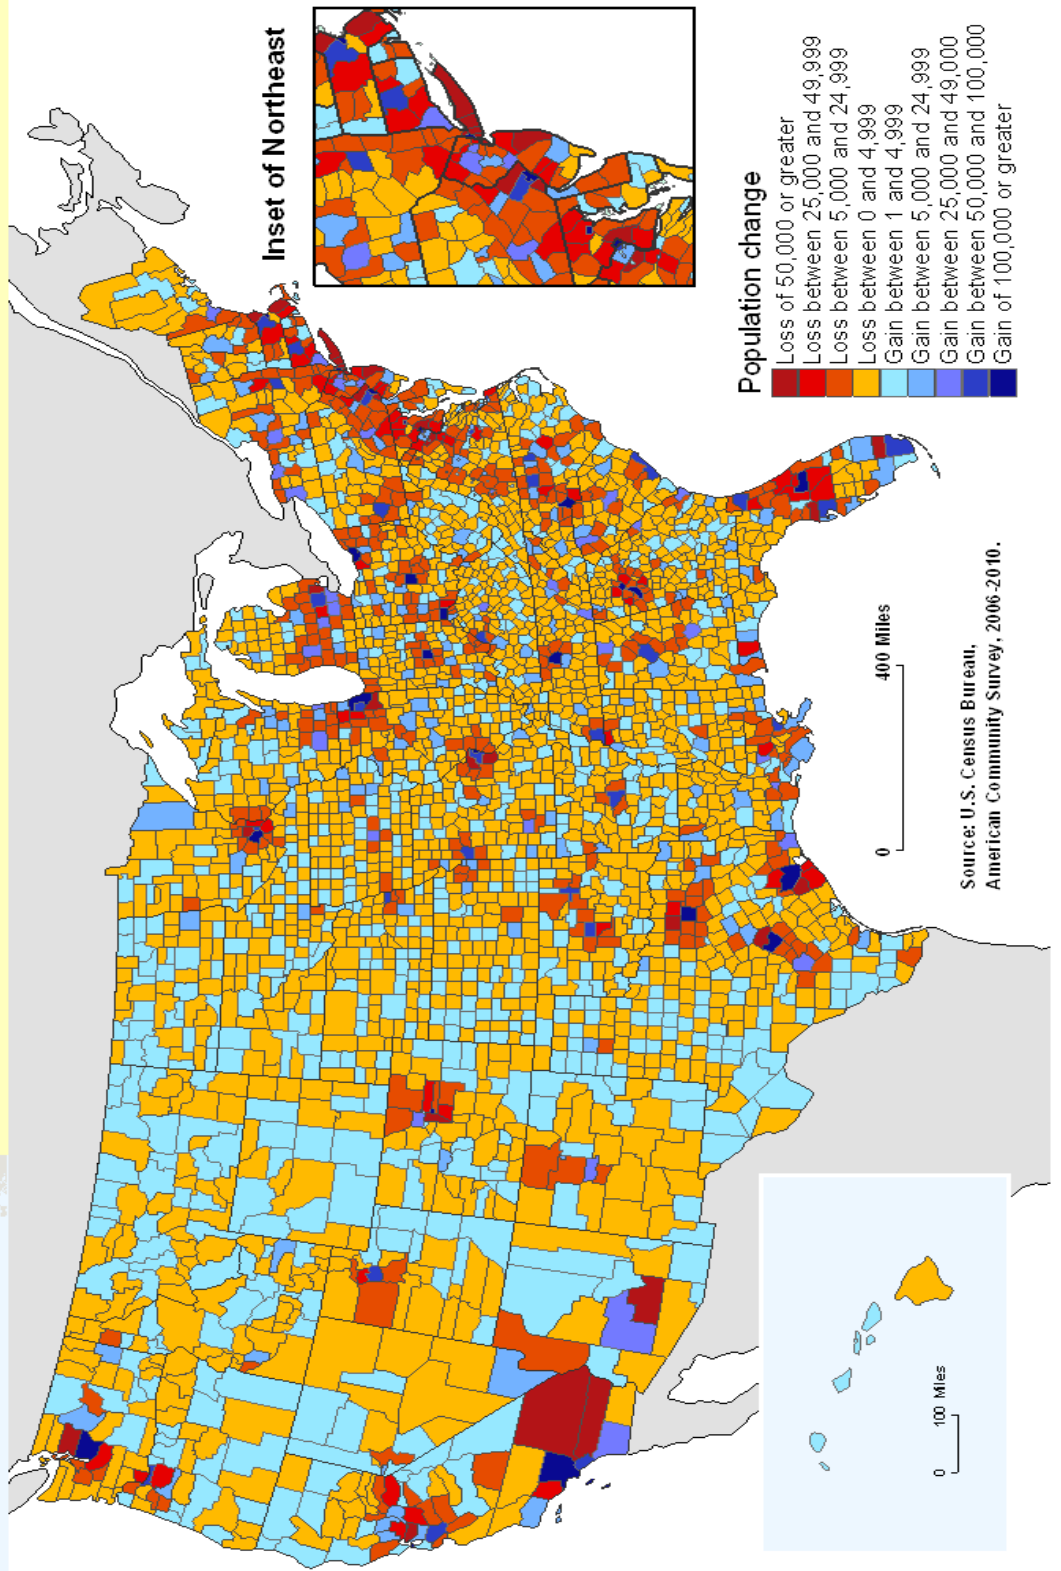 Inset of Northeast
Population change
Loss of 50,000 or greater
Loss between 25,000 and 49,999
Loss between 5,000 and 24,999
Loss between 0 and 4,999
Gain between 1 and 4,999
Gain between 5,000 and 24,999
Gain between 25,000 and 49,000
Gain between 50,000 and 100,000
Gain of 100,000 or greater
0 400 Miles
Source: U.S. Census Bureau,
American Community Survey, 2006-2010.
0 100 Miles